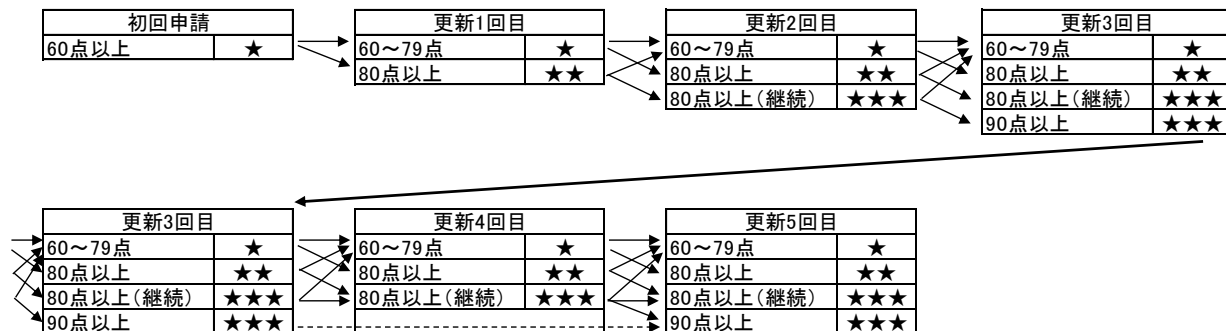 初回申請
60点以上 ★
更新1回目
60～79点 ★
80点以上 ★★
更新2回目
60～79点 ★
80点以上 ★★
80点以上(継続) ★★★
更新3回目
60～79点 ★
80点以上 ★★
80点以上(継続) ★★★
90点以上 ★★★
更新3回目
60～79点 ★
80点以上 ★★
80点以上(継続) ★★★
90点以上 ★★★
更新4回目
60～79点 ★
80点以上 ★★
80点以上(継続) ★★★
更新5回目
60～79点 ★
80点以上 ★★
80点以上(継続) ★★★
90点以上 ★★★